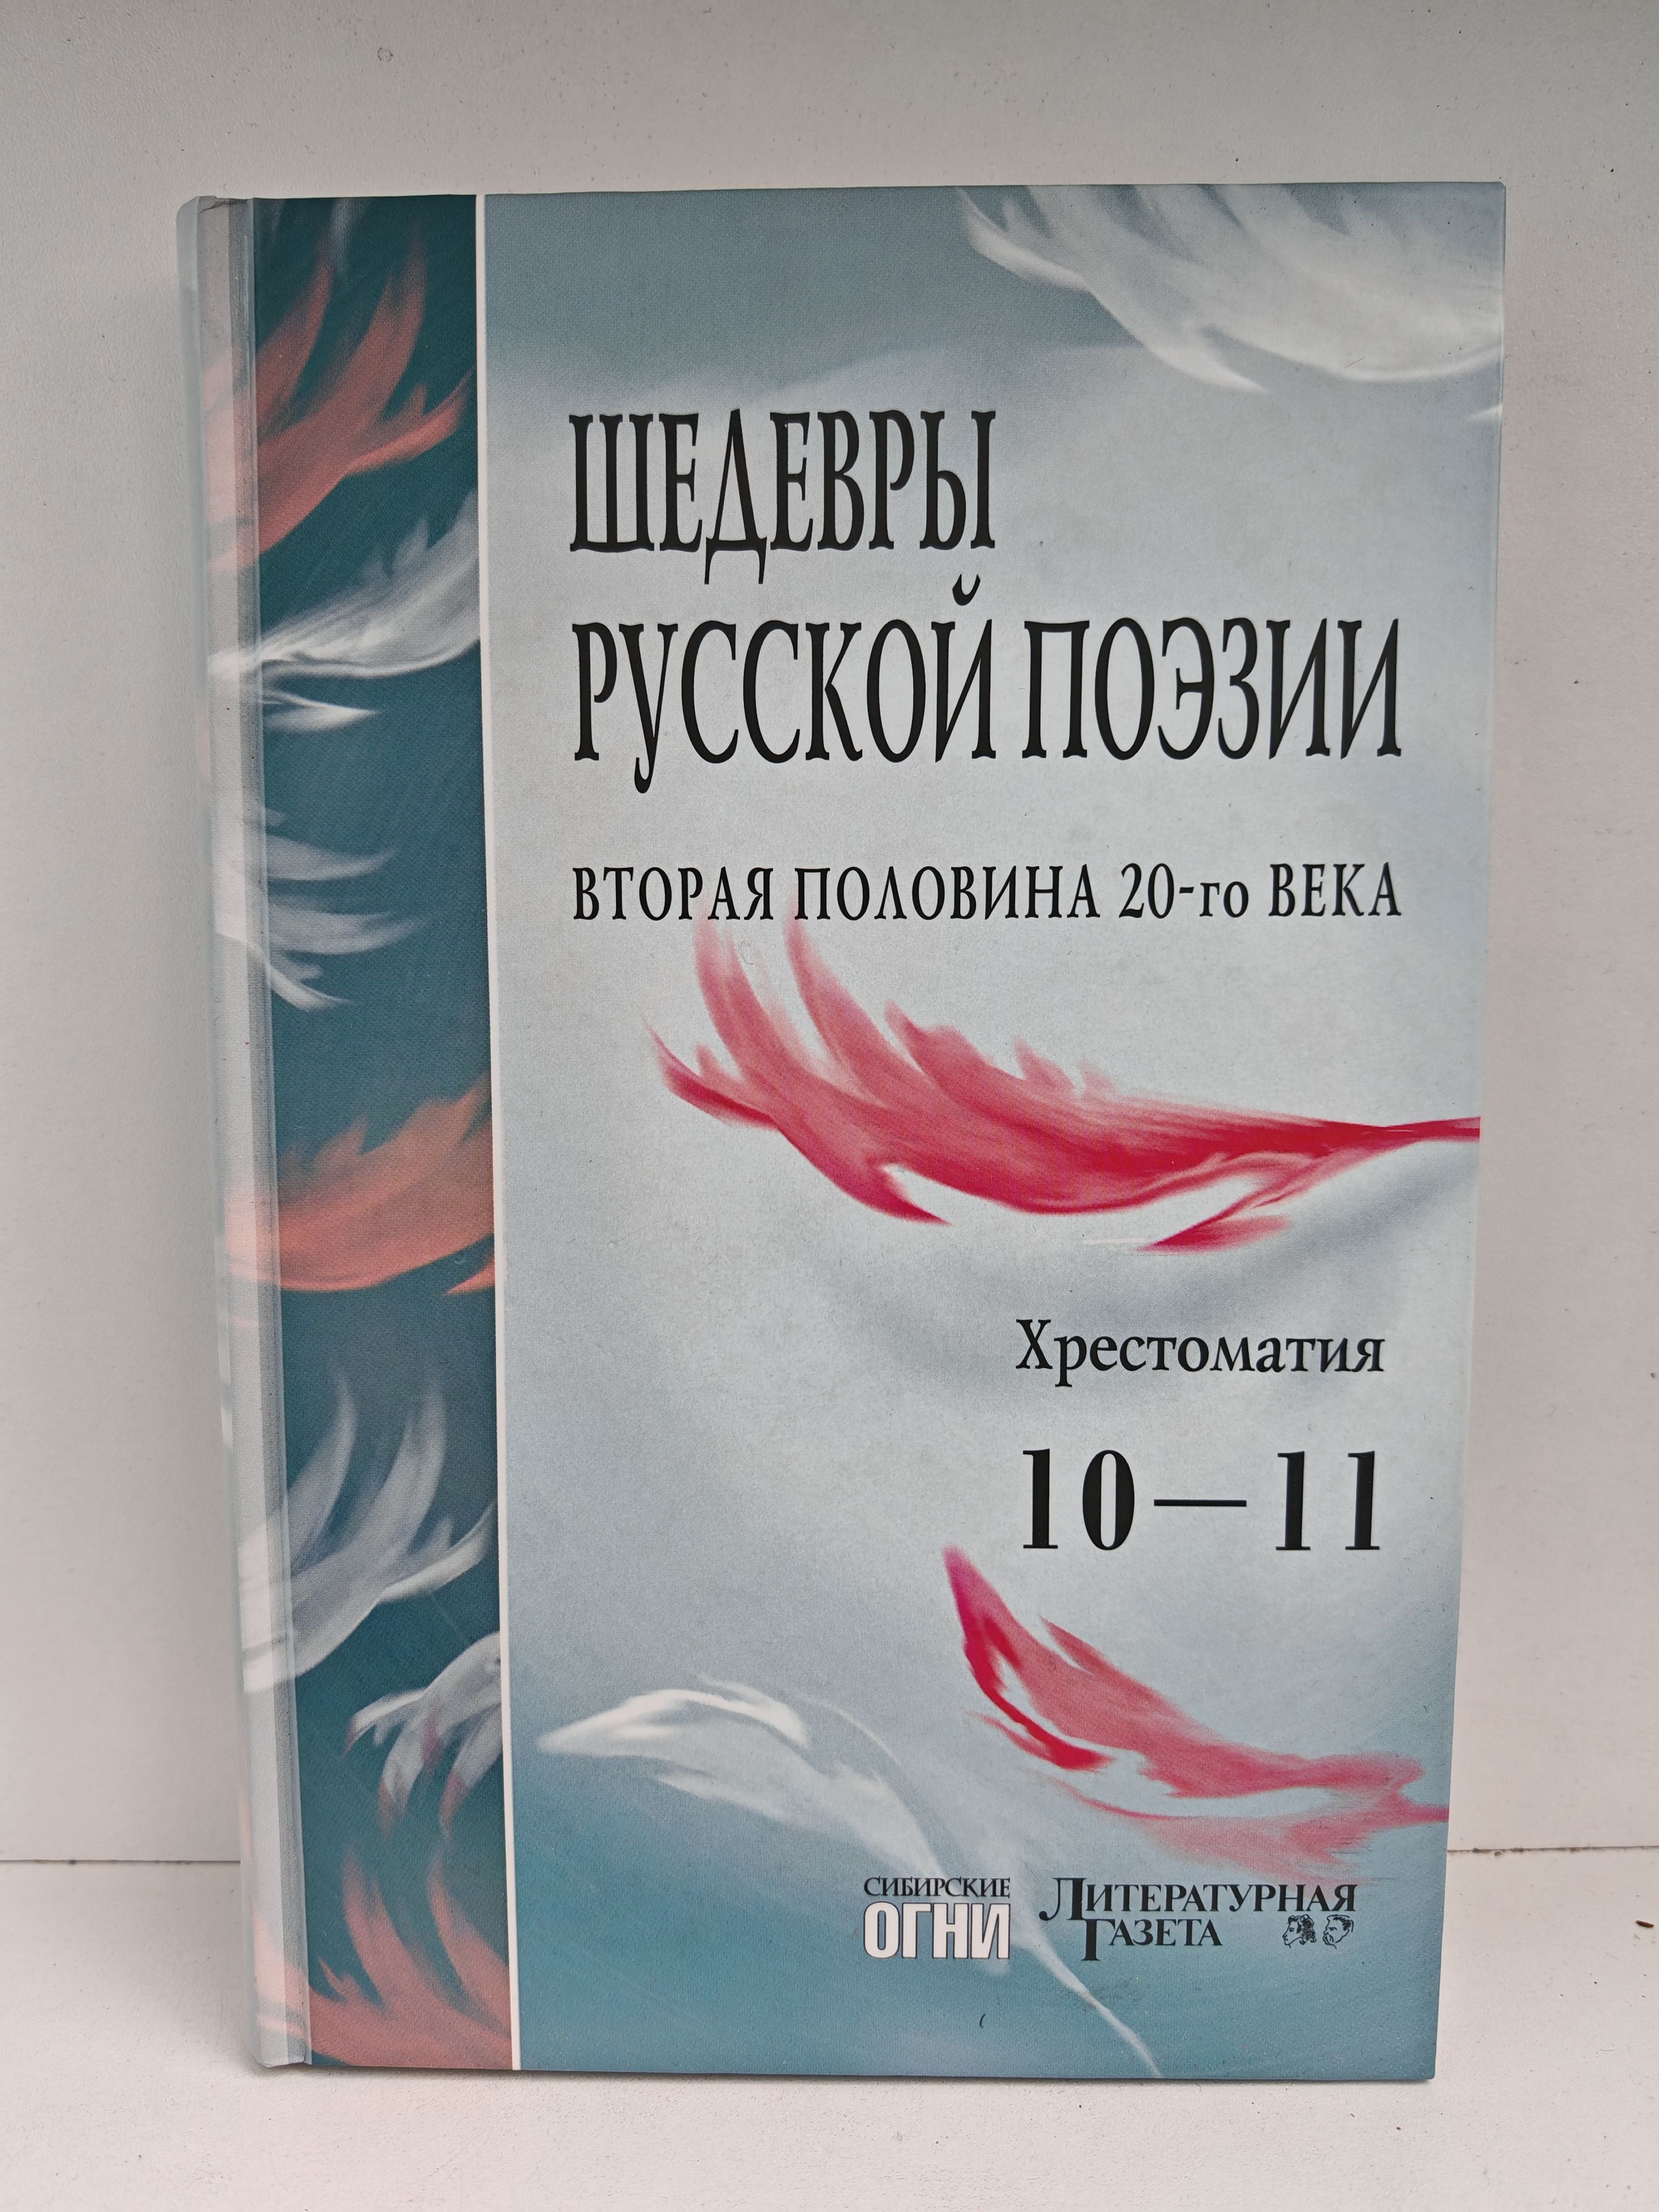 ШЕДЕВРЫ
РУССКОЙ ПОЭЗИИ
ВТОРАЯ ПОЛОВИНА 20-го ВЕКА
Хрестоматия
10—11
СИБИРСКИЕ
ОГНИ
ЛИТЕРАТУРНАЯ
ГАЗЕТА